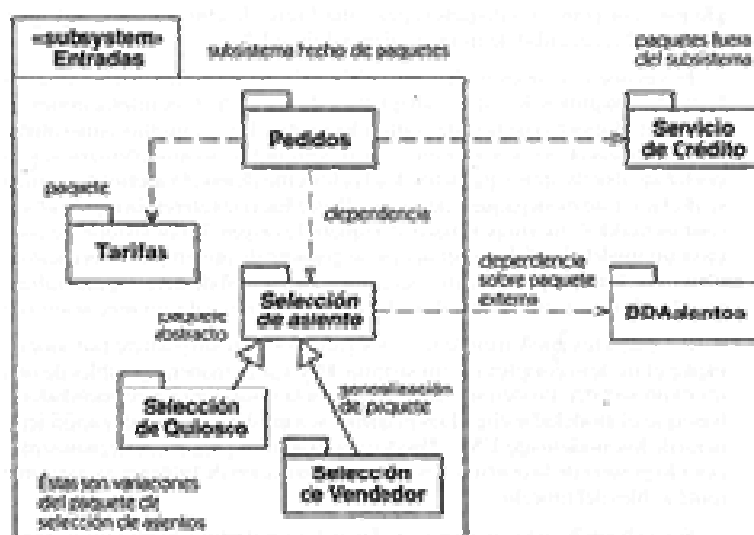 «subsystem»
Entradas
subsistema hecho de paquetes
paquetes fuera
del subsistema
Pedidos
Servicio
de Crédito
paquete
Tarifas
dependencia
dependencia
sobre paquete
externo
Selección
de asiento
BDAsientos
paquete
abstracto
generalización
de paquete
Selección
de Quiosco
Selección
de Vendedor
Éstas son variaciones
del paquete de
selección de asientos